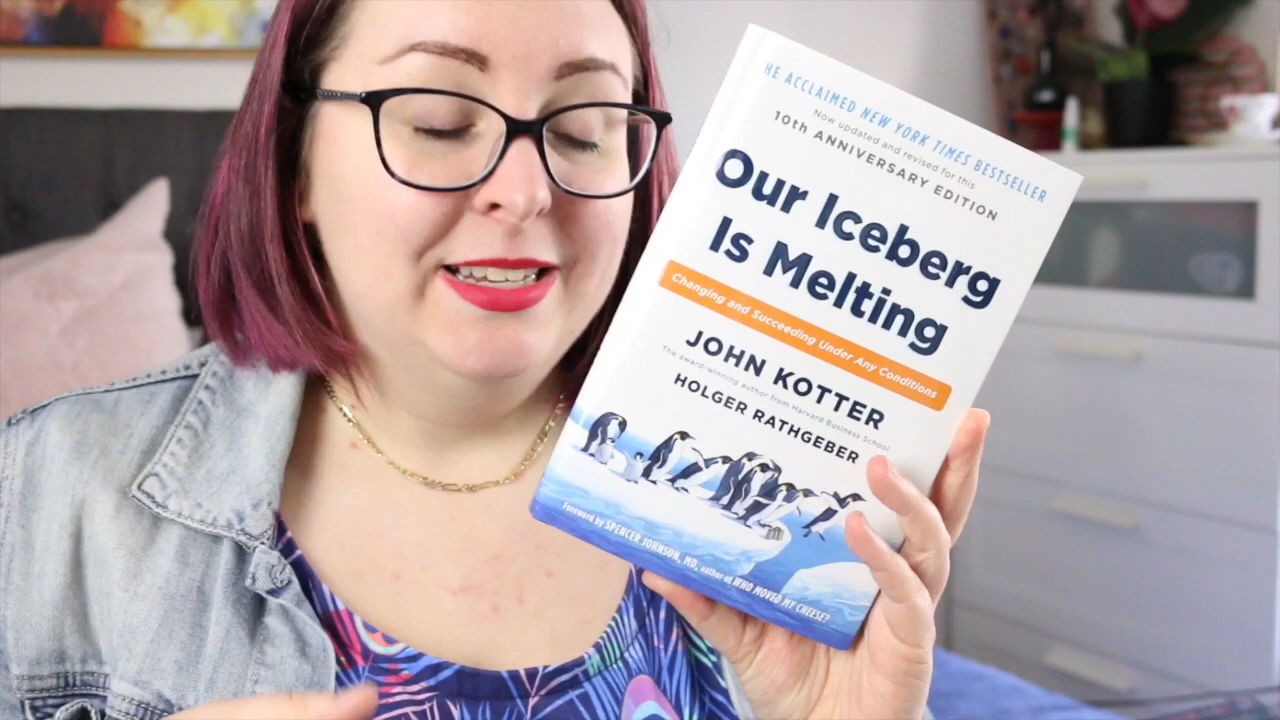 HE ACCLAIMED NEW YORK TIMES BESTSELLER
Now updated and revised for this
10th ANNIVERSARY EDITION
Our Iceberg
Is Melting
Changing and Succeeding Under Any Conditions
JOHN KOTTER
The award-winning author from Harvard Business School
HOLGER RATHGEBER
Foreword by SPENCER JOHNSON, MD, author of WHO MOVED MY CHEESE?